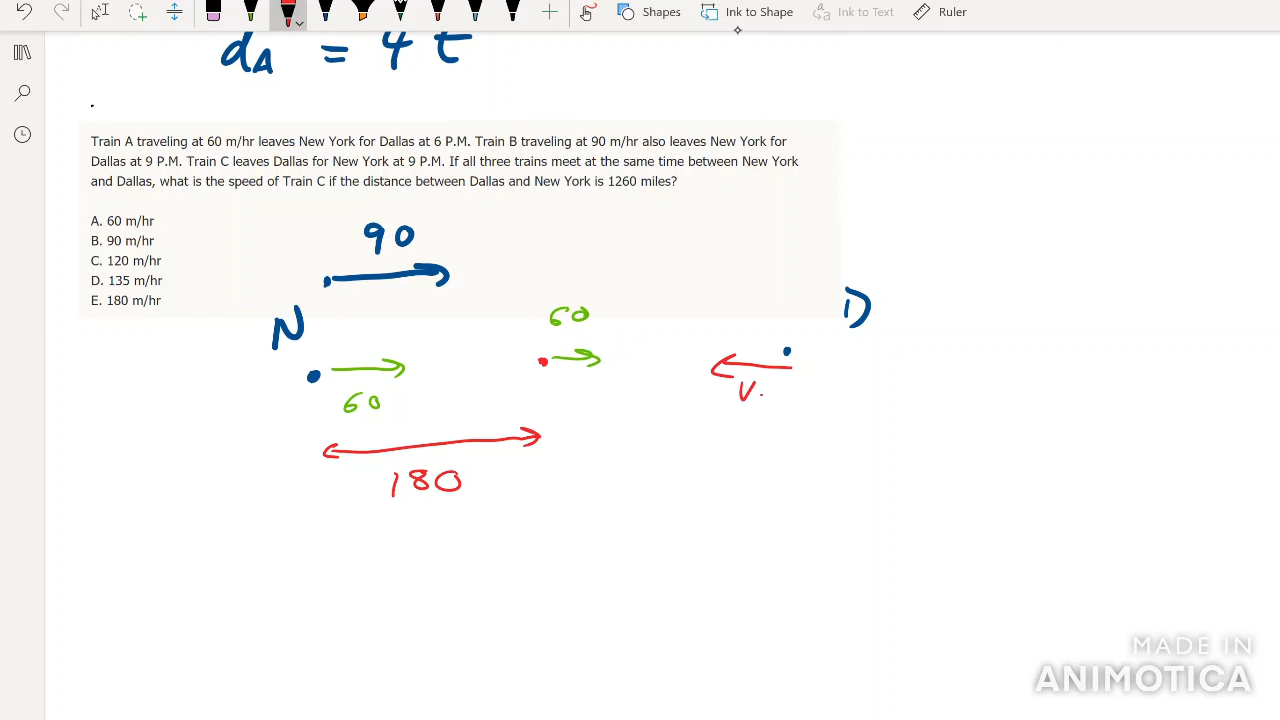 Shapes Ink to Shape Ink to Text Ruler
dA = 4t
Train A traveling at 60 m/hr leaves New York for Dallas at 6 P.M. Train B traveling at 90 m/hr also leaves New York for
Dallas at 9 P.M. Train C leaves Dallas for New York at 9 P.M. If all three trains meet at the same time between New York
and Dallas, what is the speed of Train C if the distance between Dallas and New York is 1260 miles?
A. 60 m/hr
B. 90 m/hr
C. 120 m/hr
D. 135 m/hr
E. 180 m/hr
90
N
D
60
60
V.
180
MADE IN
ANIMOTICA